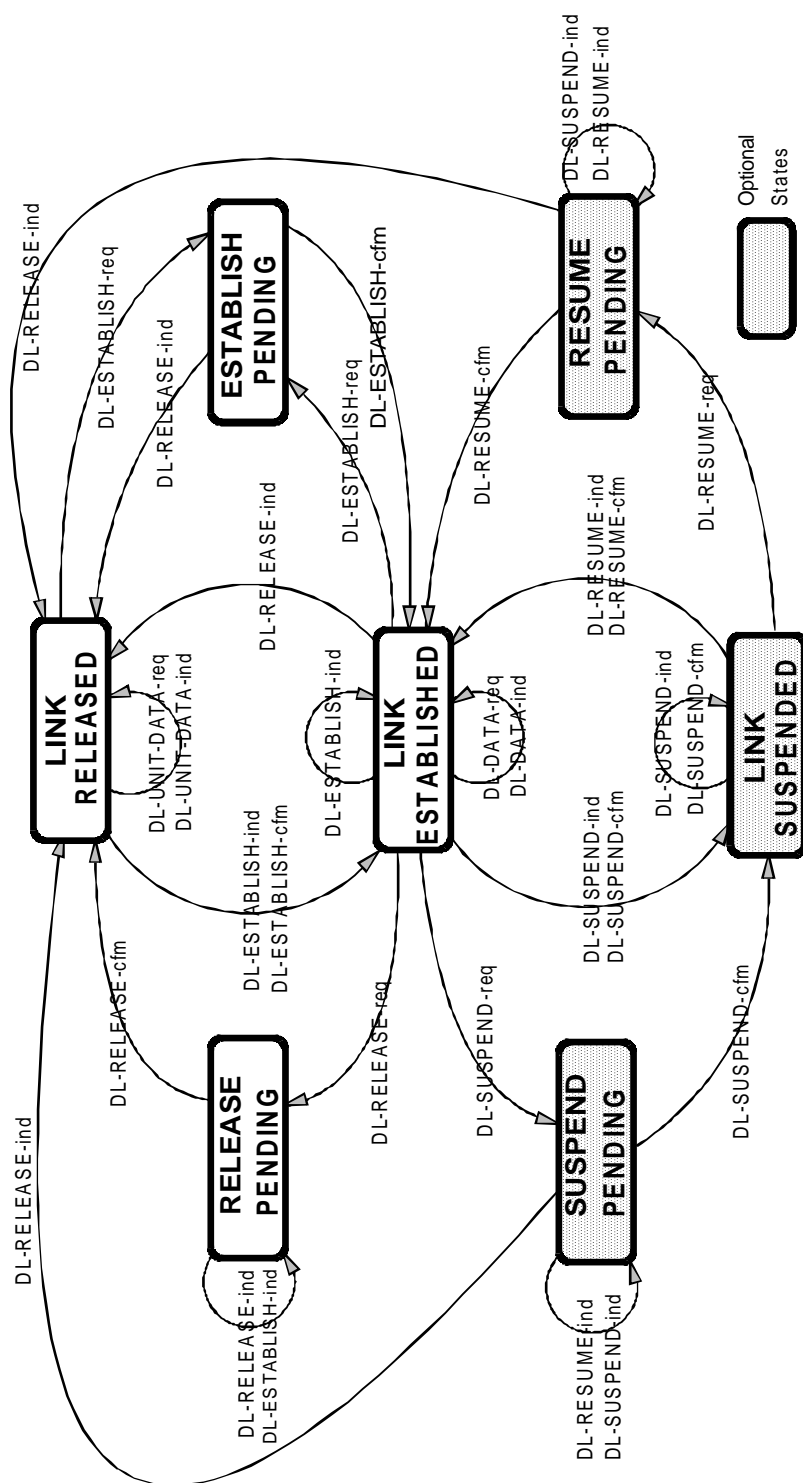 DL-RELEASE-ind
DL-RELEASE-cfm
LINK
RELEASED
DL-UNIT-DATA-req
DL-UNIT-DATA-ind
DL-RELEASE-ind
DL-ESTABLISH-req
DL-RELEASE-ind
RELEASE
PENDING
DL-RELEASE-ind
DL-ESTABLISH-ind
DL-ESTABLISH-ind
DL-ESTABLISH-cfm
DL-RELEASE-ind
ESTABLISH
PENDING
DL-ESTABLISH-req
DL-ESTABLISH-cfm
DL-RELEASE-req
DL-ESTABLISH-ind
LINK
ESTABLISHED
DL-DATA-req
DL-DATA-ind
DL-SUSPEND-req
DL-RESUME-cfm
SUSPEND
PENDING
DL-RESUME-ind
DL-SUSPEND-ind
DL-SUSPEND-ind
DL-SUSPEND-cfm
DL-RESUME-ind
DL-RESUME-cfm
RESUME
PENDING
DL-SUSPEND-ind
DL-RESUME-ind
DL-SUSPEND-cfm
DL-SUSPEND-ind
DL-SUSPEND-cfm
LINK
SUSPENDED
DL-RESUME-req
Optional
States